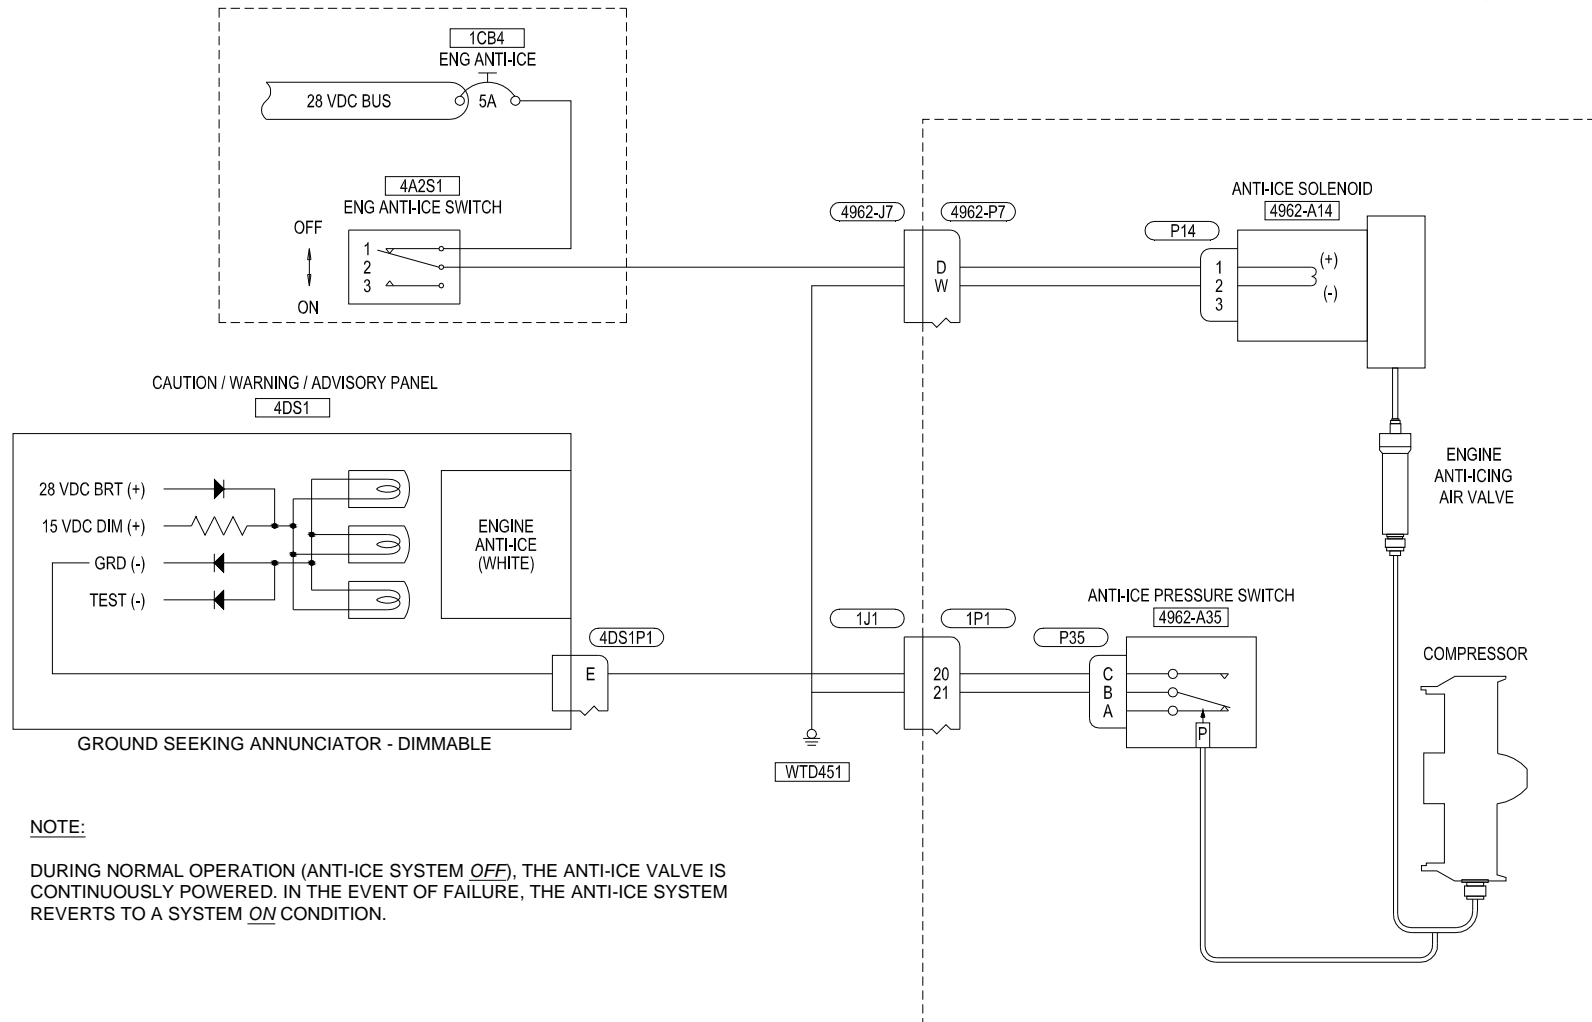 1CB4
ENG ANTI-ICE
28 VDC BUS
5A
4A2S1
ENG ANTI-ICE SWITCH
OFF
ON
1
2
3
4962-J7
4962-P7
D
W
P14
1
2
3
ANTI-ICE SOLENOID
4962-A14
(+)
(-)
CAUTION / WARNING / ADVISORY PANEL
4DS1
28 VDC BRT (+)
15 VDC DIM (+)
GRD (-)
TEST (-)
ENGINE
ANTI-ICE
(WHITE)
ENGINE
ANTI-ICING
AIR VALVE
4DS1P1
E
1J1
1P1
20
21
P35
C
B
A
ANTI-ICE PRESSURE SWITCH
4962-A35
P
COMPRESSOR
GROUND SEEKING ANNUNCIATOR - DIMMABLE
WTD451
NOTE:
DURING NORMAL OPERATION (ANTI-ICE SYSTEM OFF), THE ANTI-ICE VALVE IS
CONTINUOUSLY POWERED. IN THE EVENT OF FAILURE, THE ANTI-ICE SYSTEM
REVERTS TO A SYSTEM ON CONDITION.